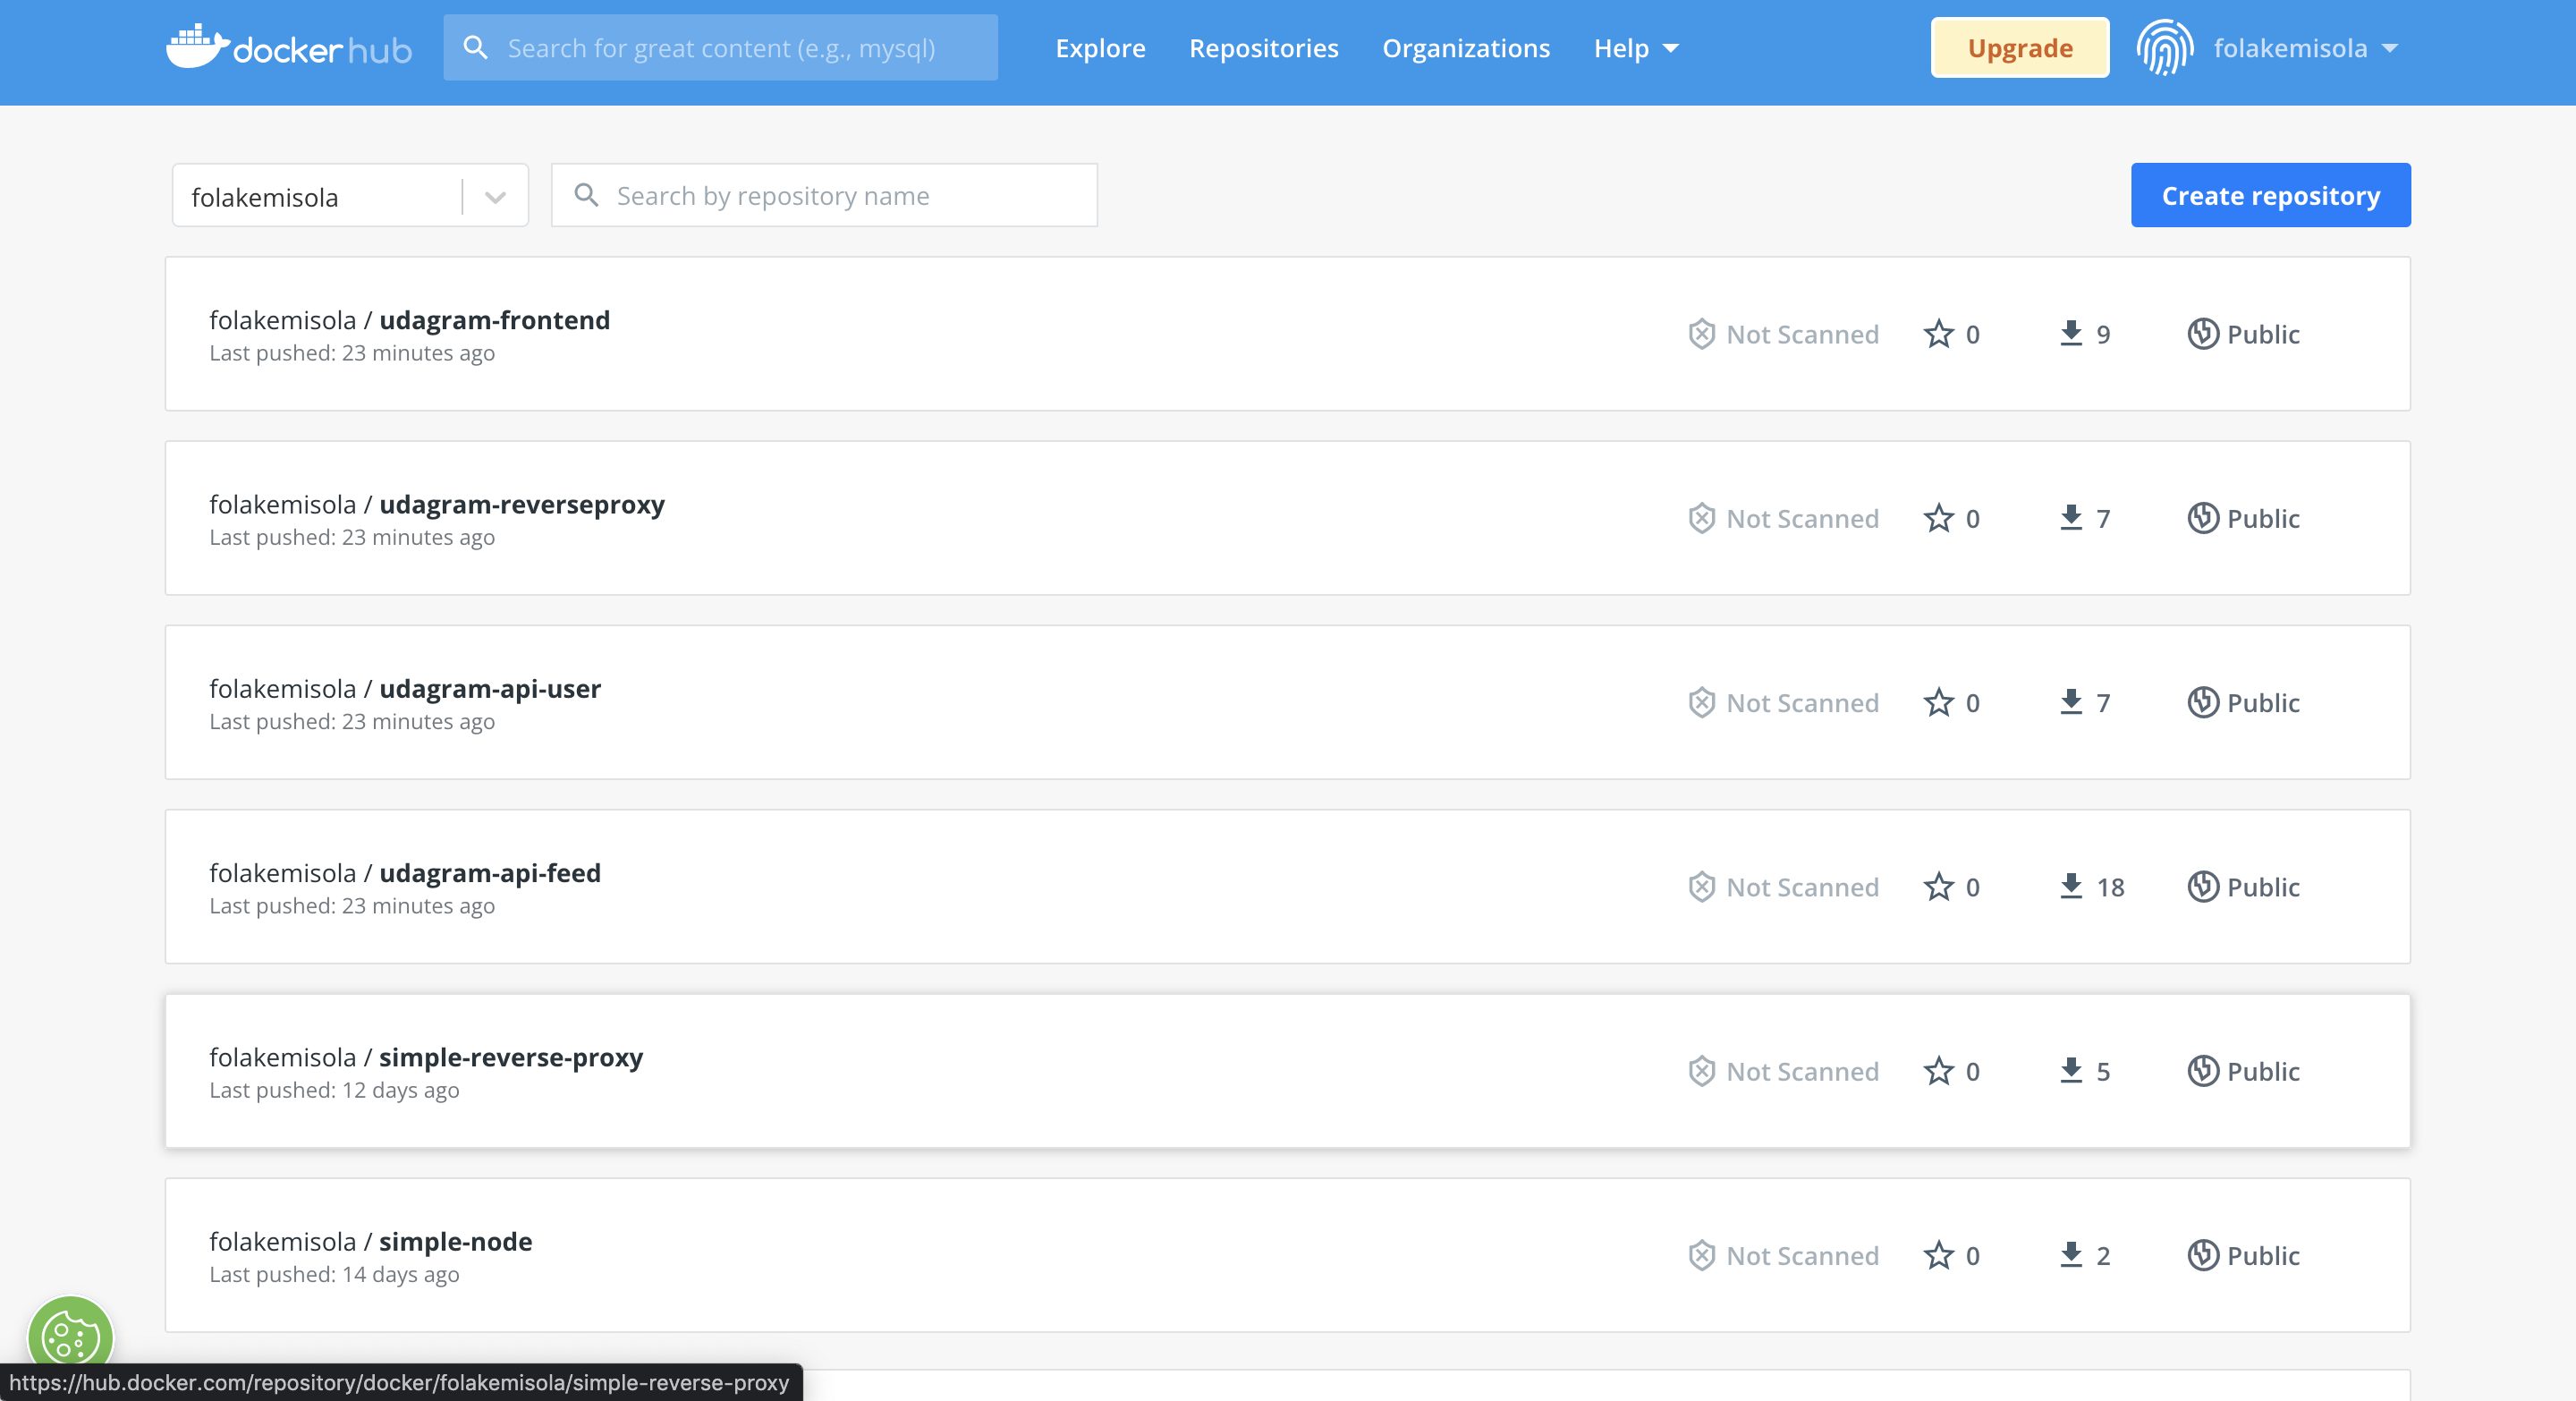 docker hub
Search for great content (e.g., mysql)
Explore
Repositories
Organizations
Help
Upgrade
folakemisola
folakemisola
Search by repository name
Create repository
folakemisola / udagram-frontend
Last pushed: 23 minutes ago
Not Scanned
0
9
Public
folakemisola / udagram-reverseproxy
Last pushed: 23 minutes ago
Not Scanned
0
7
Public
folakemisola / udagram-api-user
Last pushed: 23 minutes ago
Not Scanned
0
7
Public
folakemisola / udagram-api-feed
Last pushed: 23 minutes ago
Not Scanned
0
18
Public
folakemisola / simple-reverse-proxy
Last pushed: 12 days ago
Not Scanned
0
5
Public
folakemisola / simple-node
Last pushed: 14 days ago
Not Scanned
0
2
Public
https://hub.docker.com/repository/docker/folakemisola/simple-reverse-proxy